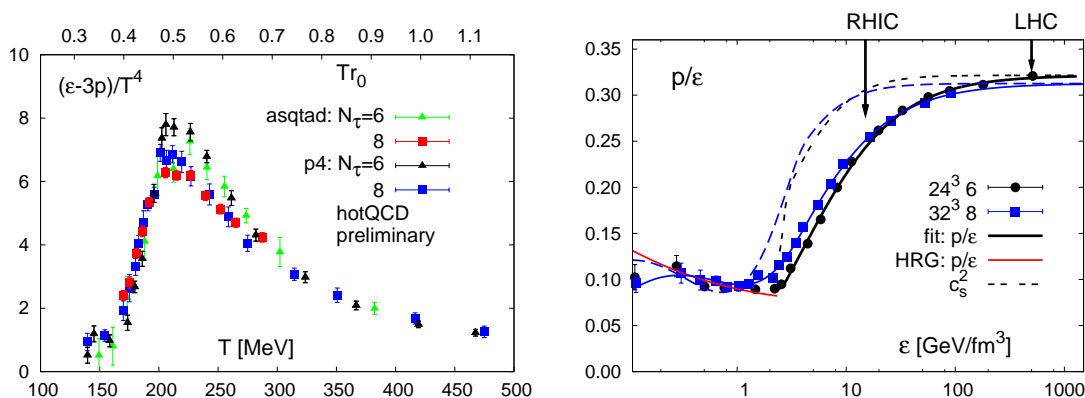 0.3 0.4 0.5 0.6 0.7 0.8 0.9 1.0 1.1
(ε-3p)/T⁴
Tr₀
asqtad: N_τ=6
8
p4: N_τ=6
8
hotQCD
preliminary
T [MeV]
10
8
6
4
2
0
100 150 200 250 300 350 400 450 500
RHIC
LHC
p/ε
24³ 6
32³ 8
fit: p/ε
HRG: p/ε
c_s²
ε [GeV/fm³]
0.35
0.30
0.25
0.20
0.15
0.10
0.05
0.00
1 10 100 1000